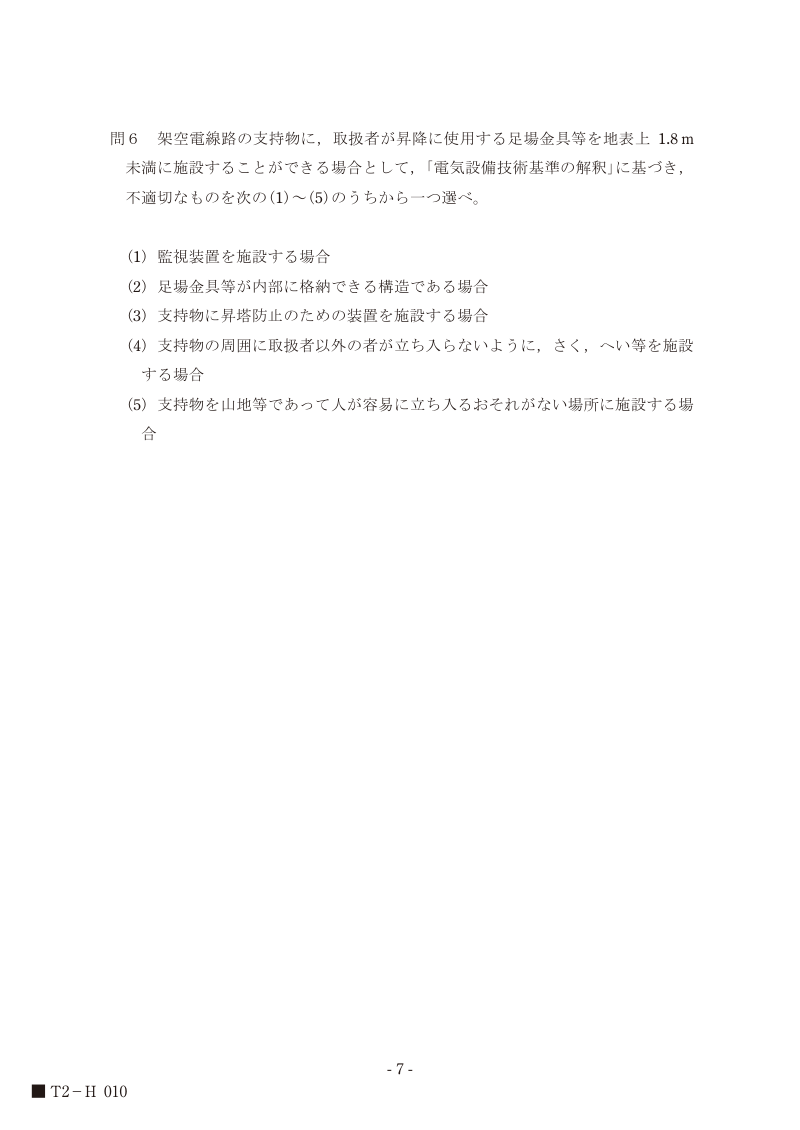 問６　架空電線路の支持物に，取扱者が昇降に使用する足場金具等を地表上 1.8 m
未満に施設することができる場合として，「電気設備技術基準の解釈」に基づき，
不適切なものを次の(1)～(5)のうちから一つ選べ。
(1) 監視装置を施設する場合
(2) 足場金具等が内部に格納できる構造である場合
(3) 支持物に昇塔防止のための装置を施設する場合
(4) 支持物の周囲に取扱者以外の者が立ち入らないように，さく，へい等を施設
する場合
(5) 支持物を山地等であって人が容易に立ち入るおそれがない場所に施設する場
合
- 7 -
■ T2－H 010